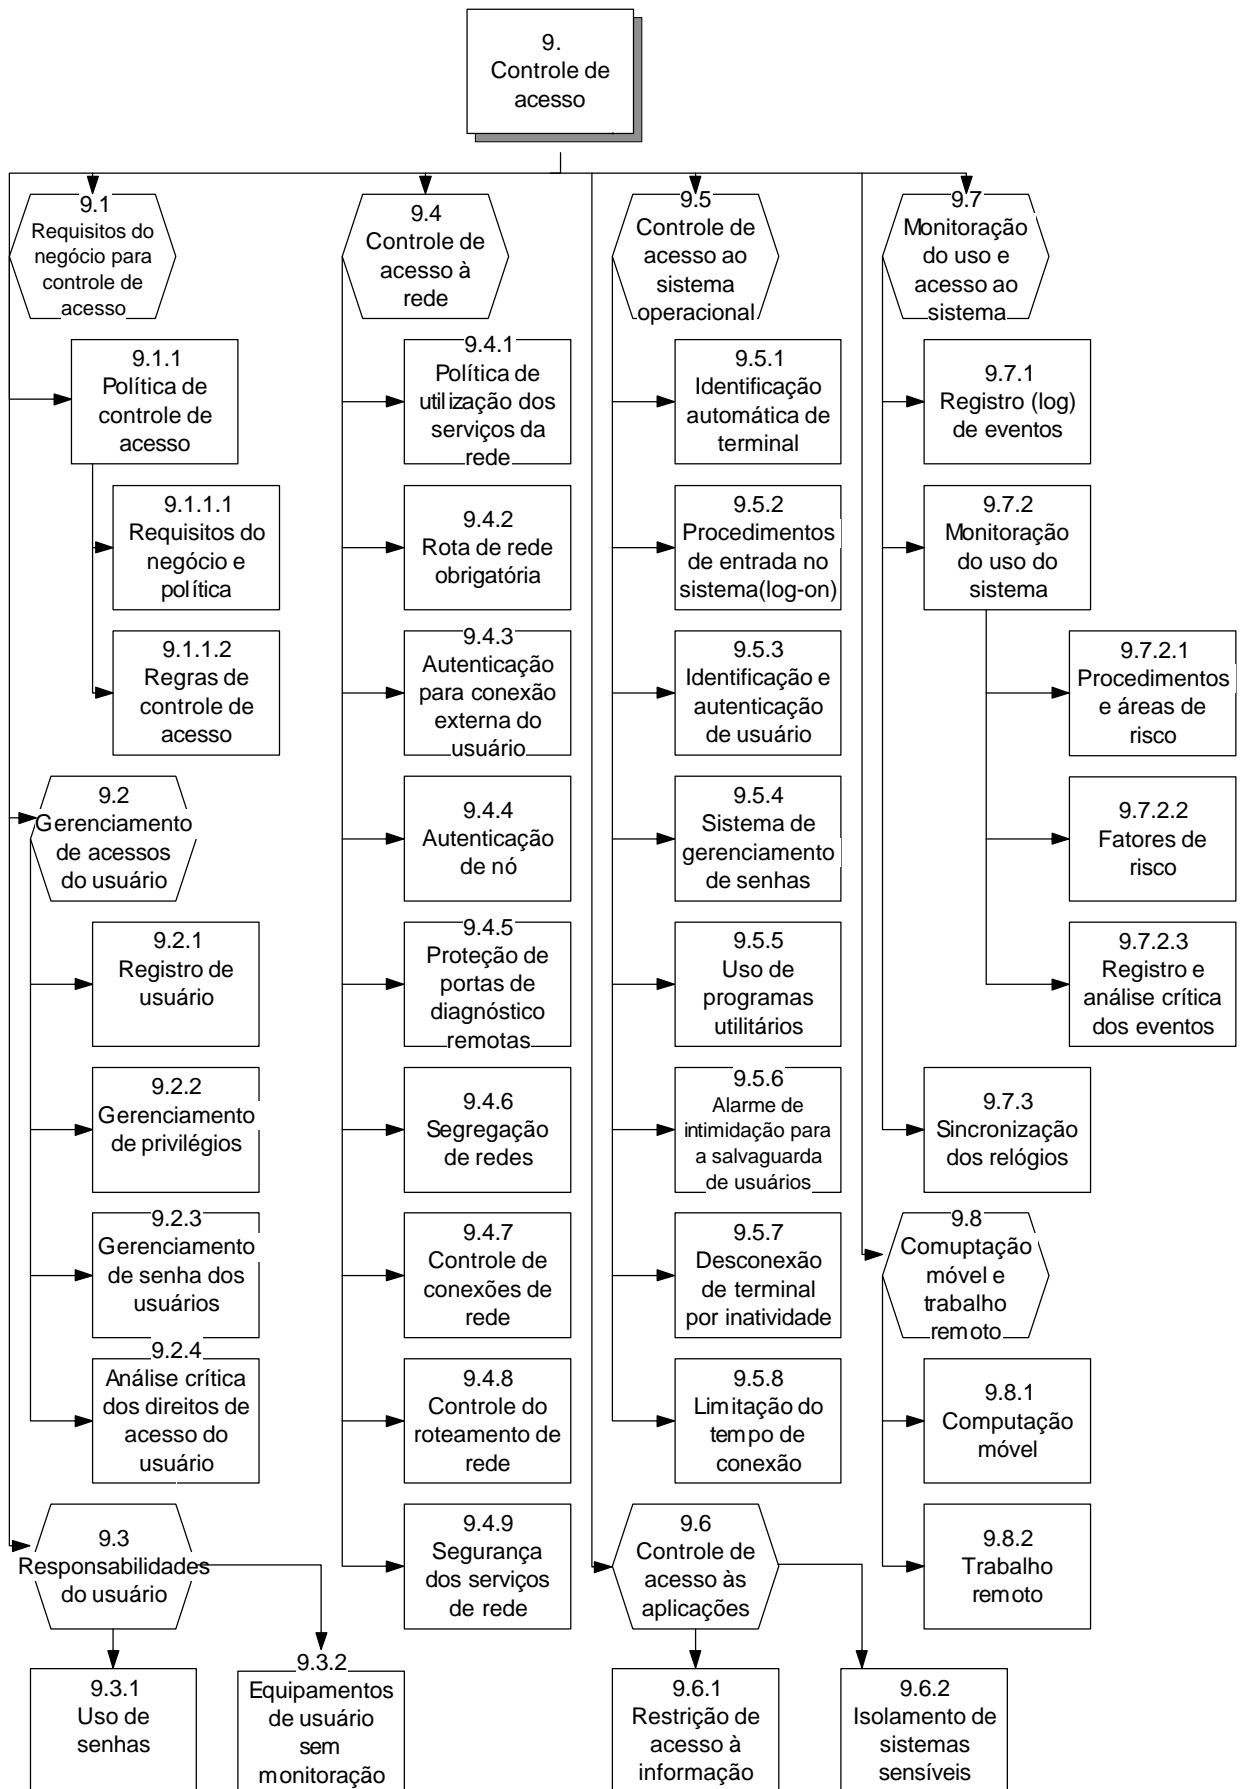 9.
Controle de
acesso
9.1
Requisitos do
negócio para
controle de
acesso
9.1.1
Política de
controle de
acesso
9.1.1.1
Requisitos do
negócio e
política
9.1.1.2
Regras de
controle de
acesso
9.2
Gerenciamento
de acessos
do usuário
9.2.1
Registro de
usuário
9.2.2
Gerenciamento
de privilégios
9.2.3
Gerenciamento
de senha dos
usuários
9.2.4
Análise crítica
dos direitos de
acesso do
usuário
9.3
Responsabilidades
do usuário
9.3.1
Uso de
senhas
9.3.2
Equipamentos
de usuário
sem
monitoração
9.4
Controle de
acesso à
rede
9.4.1
Política de
utilização dos
serviços da
rede
9.4.2
Rota de rede
obrigatória
9.4.3
Autenticação
para conexão
externa do
usuário
9.4.4
Autenticação
de nó
9.4.5
Proteção de
portas de
diagnóstico
remotas
9.4.6
Segregação
de redes
9.4.7
Controle de
conexões de
rede
9.4.8
Controle do
roteamento de
rede
9.4.9
Segurança
dos serviços
de rede
9.5
Controle de
acesso ao
sistema
operacional
9.5.1
Identificação
automática de
terminal
9.5.2
Procedimentos
de entrada no
sistema(log-on)
9.5.3
Identificação e
autenticação
de usuário
9.5.4
Sistema de
gerenciamento
de senhas
9.5.5
Uso de
programas
utilitários
9.5.6
Alarme de
intimidação para
a salvaguarda
de usuários
9.5.7
Desconexão
de terminal
por inatividade
9.5.8
Limitação do
tempo de
conexão
9.6
Controle de
acesso às
aplicações
9.6.1
Restrição de
acesso à
informação
9.6.2
Isolamento de
sistemas
sensíveis
9.7
Monitoração
do uso e
acesso ao
sistema
9.7.1
Registro (log)
de eventos
9.7.2
Monitoração
do uso do
sistema
9.7.2.1
Procedimentos
e áreas de
risco
9.7.2.2
Fatores de
risco
9.7.2.3
Registro e
análise crítica
dos eventos
9.7.3
Sincronização
dos relógios
9.8
Comuptação
móvel e
trabalho
remoto
9.8.1
Computação
móvel
9.8.2
Trabalho
remoto